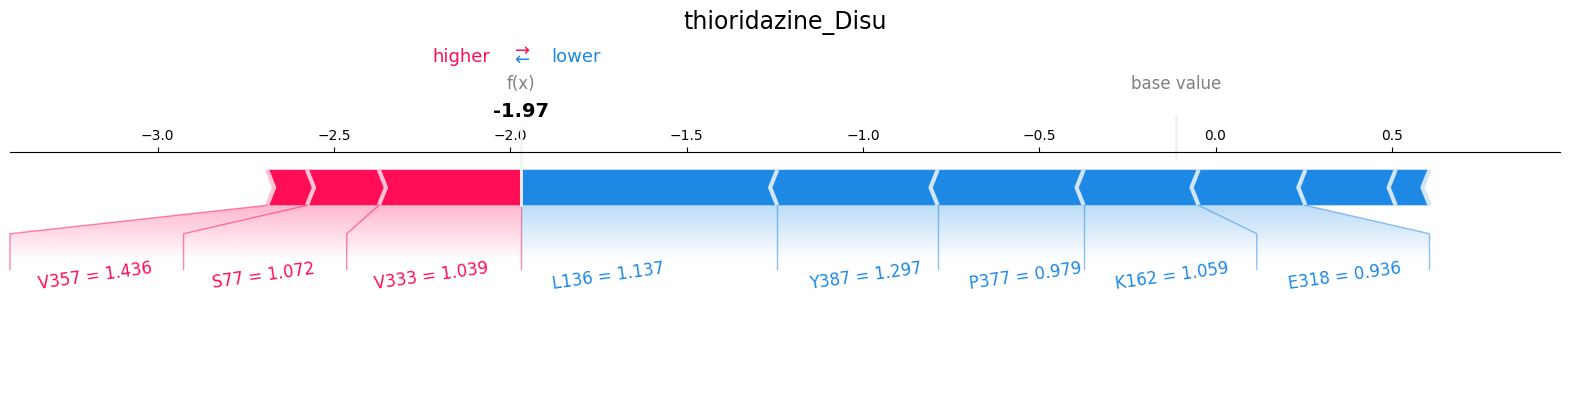 thioridazine_Disu
higher ⇄ lower
f(x) base value
-1.97
−3.0 −2.5 −2.0 −1.5 −1.0 −0.5 0.0 0.5
V357 = 1.436 S77 = 1.072 V333 = 1.039 L136 = 1.137 Y387 = 1.297 P377 = 0.979 K162 = 1.059 E318 = 0.936